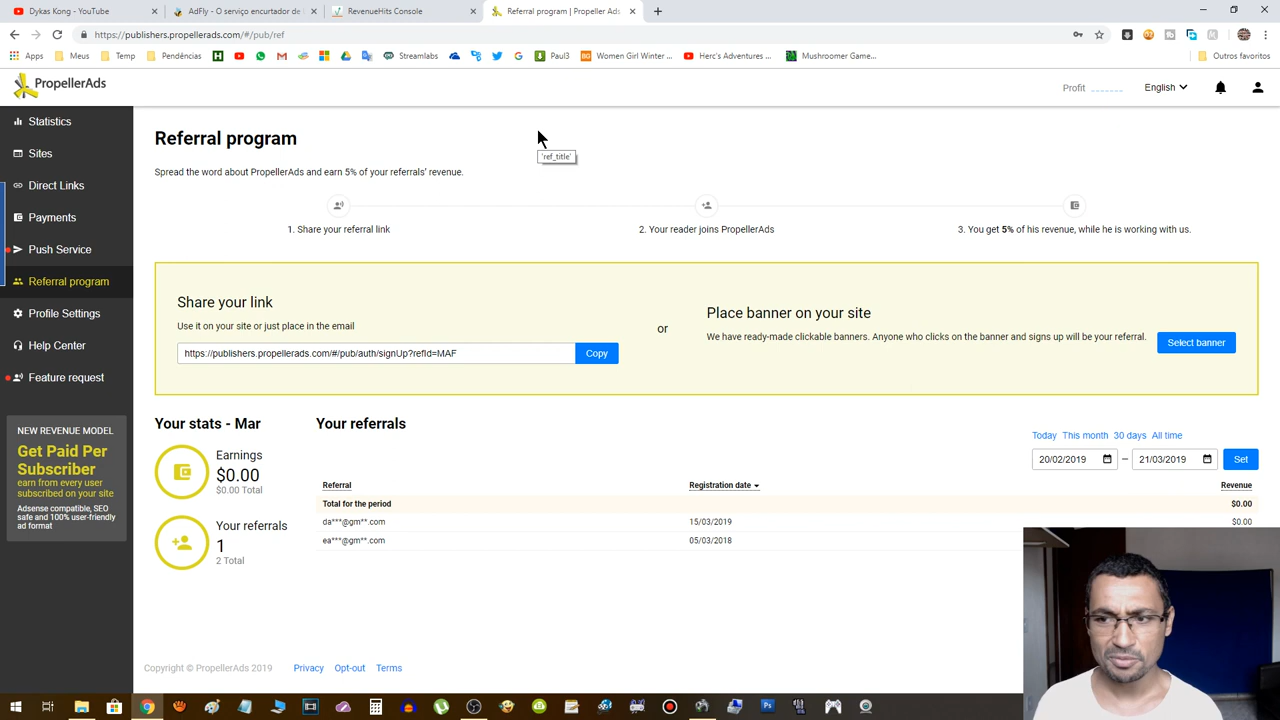 Dykas Kong - YouTube
AdFly - O serviço encurtador de
RevenueHits Console
Referral program | Propeller Ads
https://publishers.propellerads.com/#/pub/ref
Apps
Meus
Temp
Pendências
Streamlabs
Paul3
Women Girl Winter ...
Herc's Adventures ...
Mushroomer Game...
Outros favoritos
PropellerAds
Profit
English
Statistics
Sites
Direct Links
Payments
Push Service
Referral program
Profile Settings
Help Center
Feature request
NEW REVENUE MODEL
Get Paid Per
Subscriber
earn from every user
subscribed on your site
Adsense compatible, SEO
safe and 100% user-friendly
ad format
Referral program
'ref_title'
Spread the word about PropellerAds and earn 5% of your referrals' revenue.
1. Share your referral link
2. Your reader joins PropellerAds
3. You get 5% of his revenue, while he is working with us.
Share your link
Use it on your site or just place in the email
https://publishers.propellerads.com/#/pub/auth/signUp?refId=MAF
Copy
or
Place banner on your site
We have ready-made clickable banners. Anyone who clicks on the banner and signs up will be your referral.
Select banner
Your stats - Mar
Earnings
$0.00
$0.00 Total
Your referrals
1
2 Total
Your referrals
Today This month 30 days All time
20/02/2019 – 21/03/2019 Set
Referral Registration date Revenue
Total for the period $0.00
da***@gm**.com 15/03/2019 $0.00
ea***@gm**.com 05/03/2018
Copyright © PropellerAds 2019 Privacy Opt-out Terms